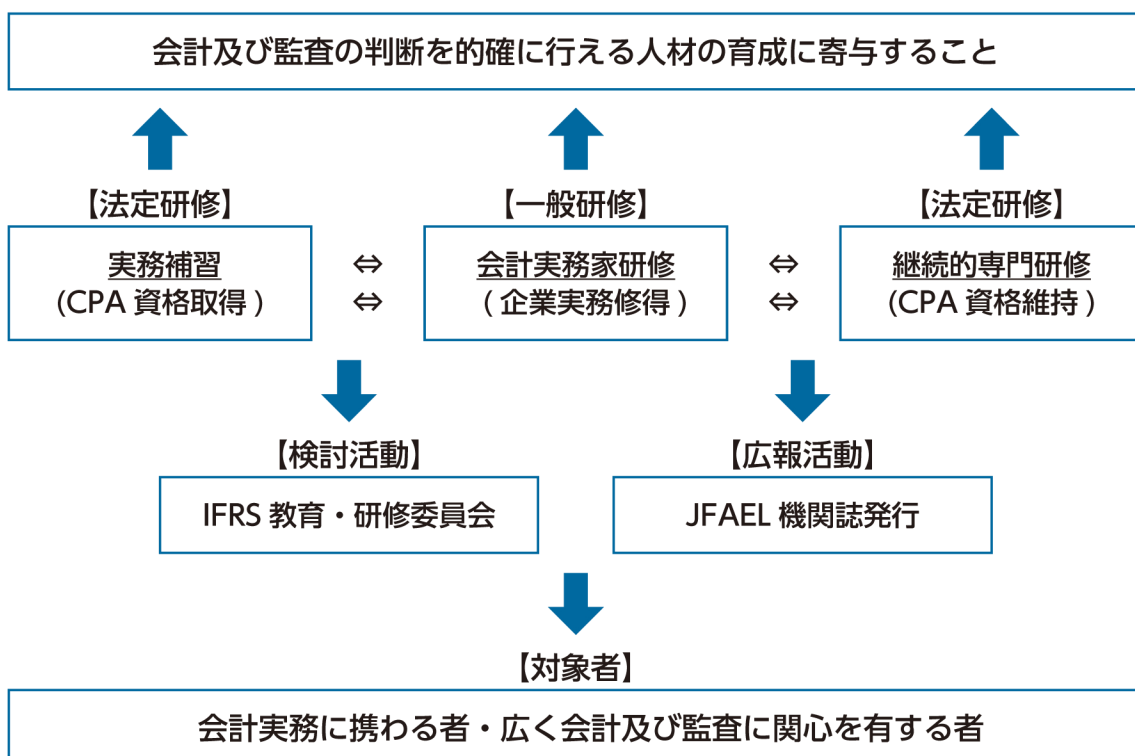 会計及び監査の判断を的確に行える人材の育成に寄与すること
【法定研修】 【一般研修】 【法定研修】
実務補習 ⇔ 会計実務家研修 ⇔ 継続的専門研修
(CPA 資格取得 ) ⇔ ( 企業実務修得 ) ⇔ (CPA 資格維持 )
【検討活動】 【広報活動】
IFRS 教育・研修委員会 JFAEL 機関誌発行
【対象者】
会計実務に携わる者・広く会計及び監査に関心を有する者